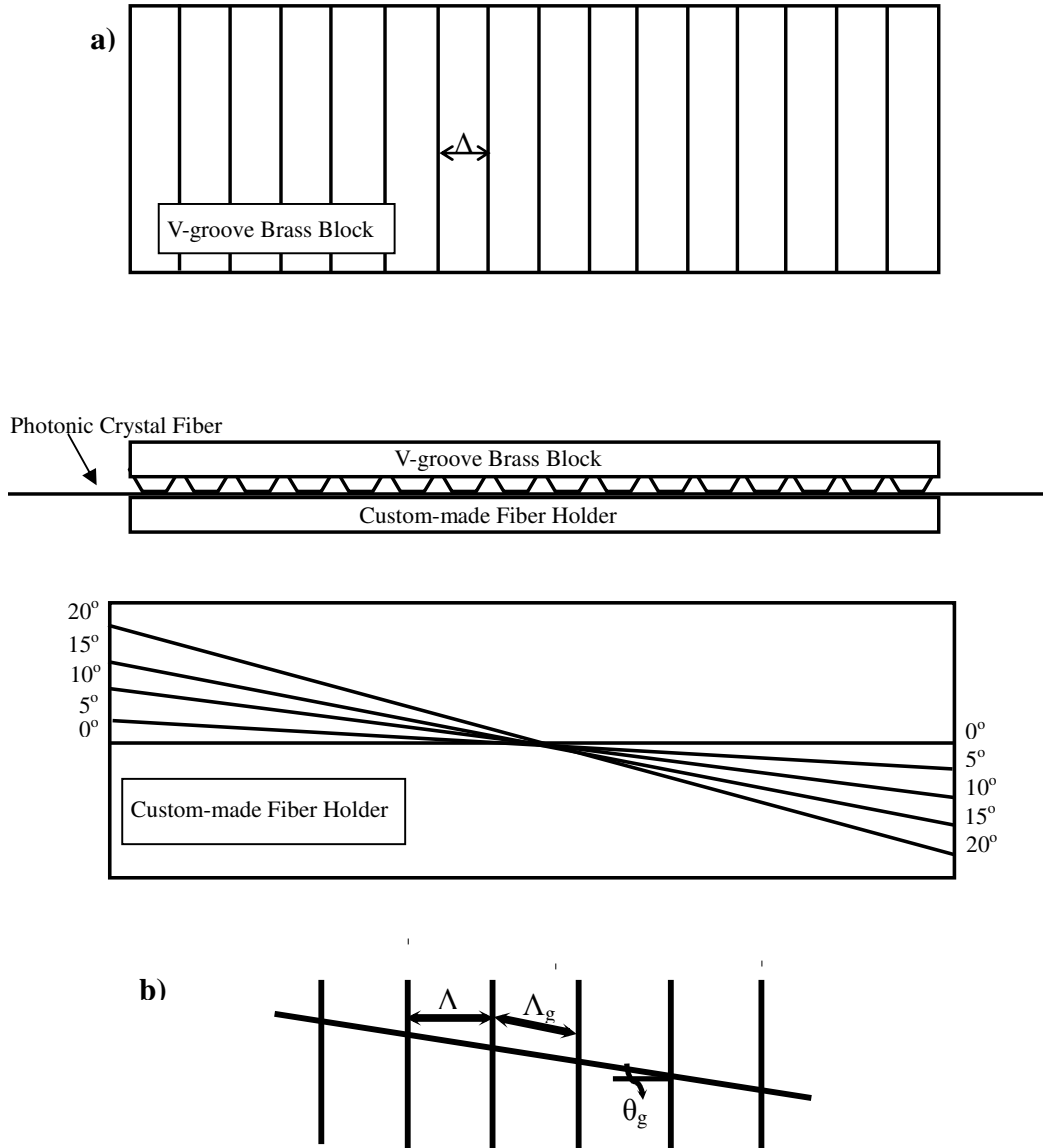 a)
Λ
V-groove Brass Block
Photonic Crystal Fiber
V-groove Brass Block
Custom-made Fiber Holder
20º
15º
10º
5º
0º
0º
5º
10º
15º
20º
Custom-made Fiber Holder
b)
Λ
Λg
θg